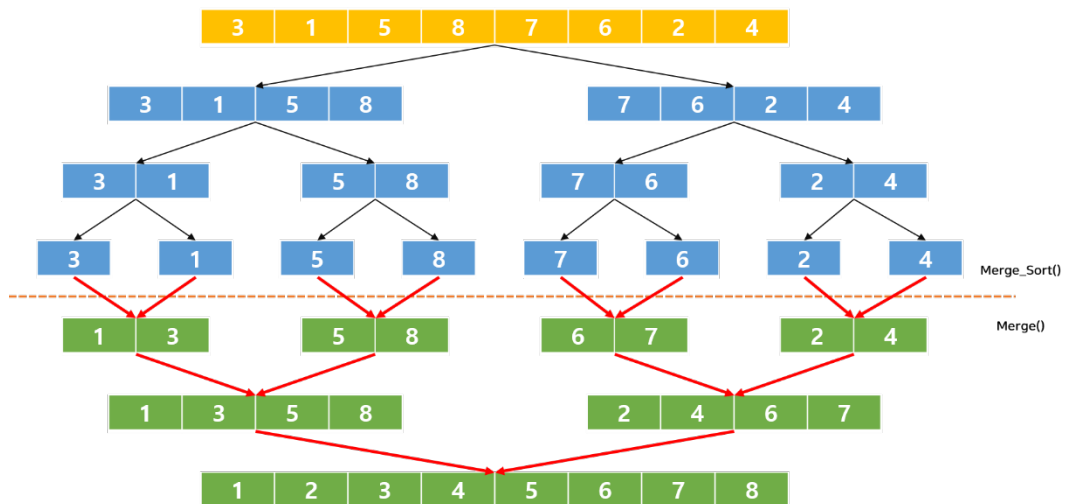 3 1 5 8 7 6 2 4
3 1 5 8 7 6 2 4
3 1 5 8 7 6 2 4
3 1 5 8 7 6 2 4
Merge_Sort()
Merge()
1 3 5 8 6 7 2 4
1 3 5 8 2 4 6 7
1 2 3 4 5 6 7 8